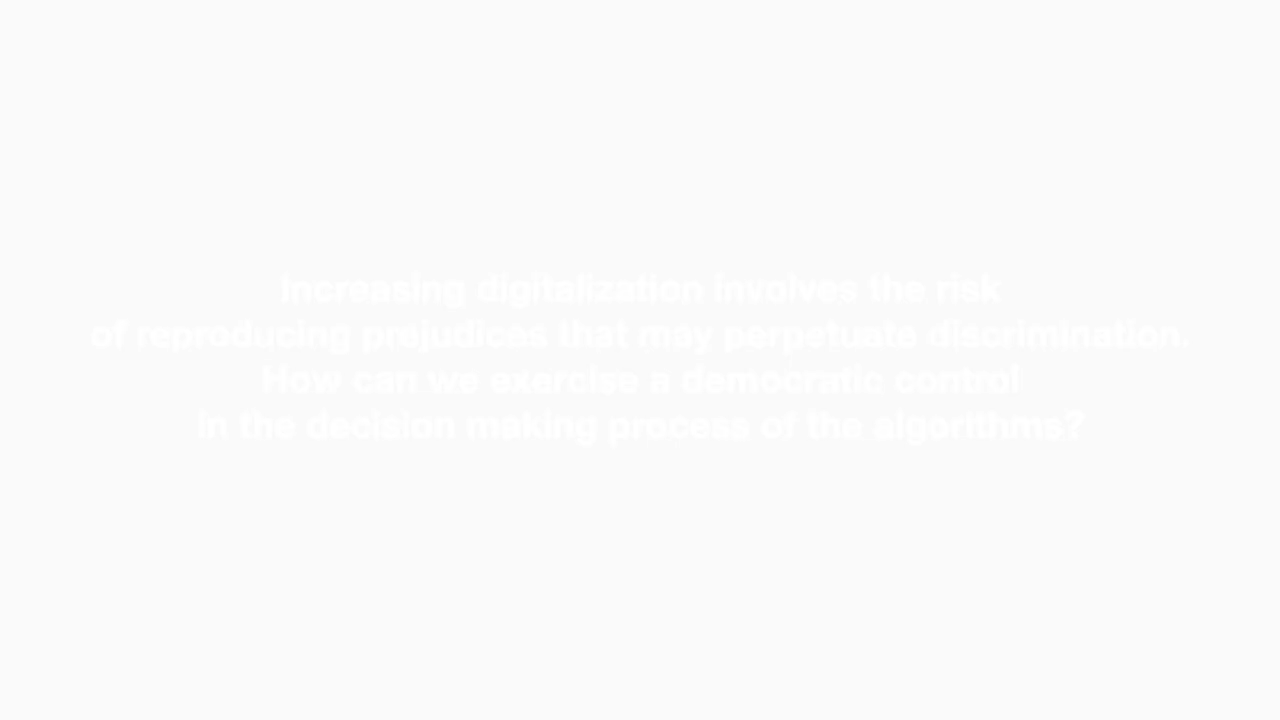 Increasing digitalization involves the risk
of reproducing prejudices that may perpetuate discrimination.
How can we exercise a democratic control
in the decision making process of the algorithms?